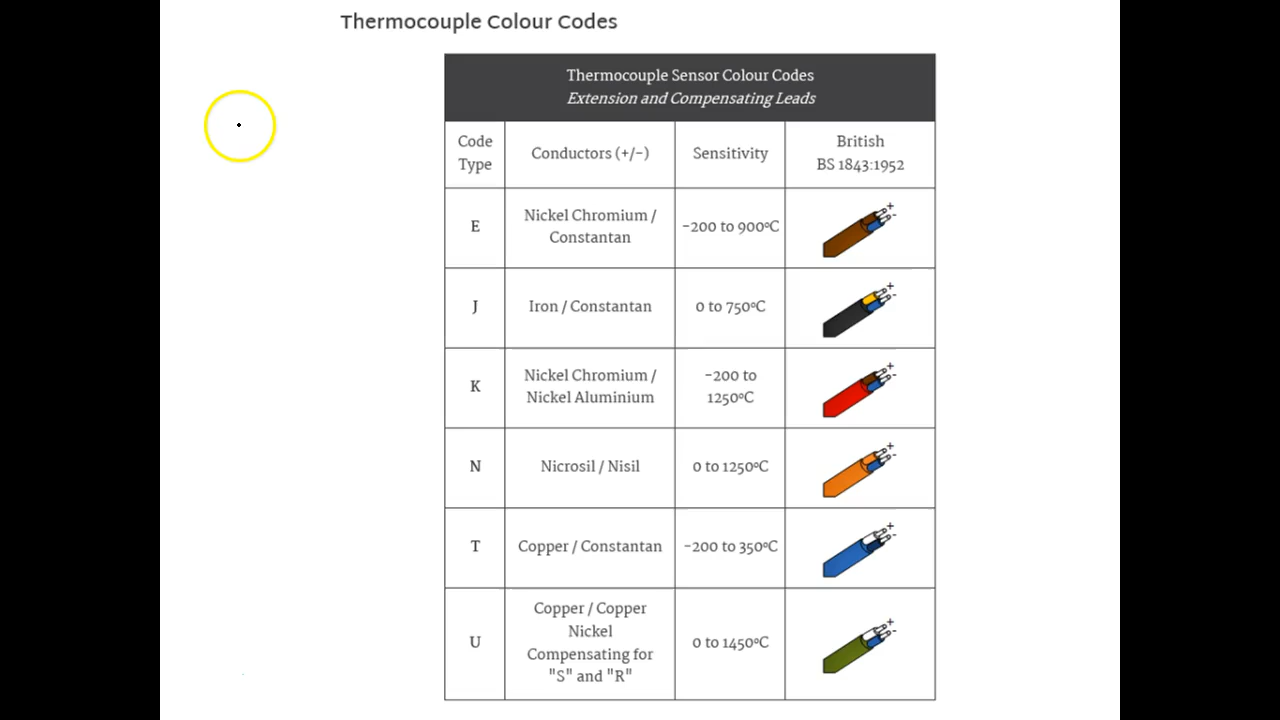 Thermocouple Colour Codes
Thermocouple Sensor Colour Codes
Extension and Compensating Leads
Code
Type
Conductors (+/-)
Sensitivity
British
BS 1843:1952
E
Nickel Chromium /
Constantan
-200 to 900ºC
+
-
J
Iron / Constantan
0 to 750ºC
+
-
K
Nickel Chromium /
Nickel Aluminium
-200 to
1250ºC
+
-
N
Nicrosil / Nisil
0 to 1250ºC
+
-
T
Copper / Constantan
-200 to 350ºC
+
-
U
Copper / Copper
Nickel
Compensating for
"S" and "R"
0 to 1450ºC
+
-